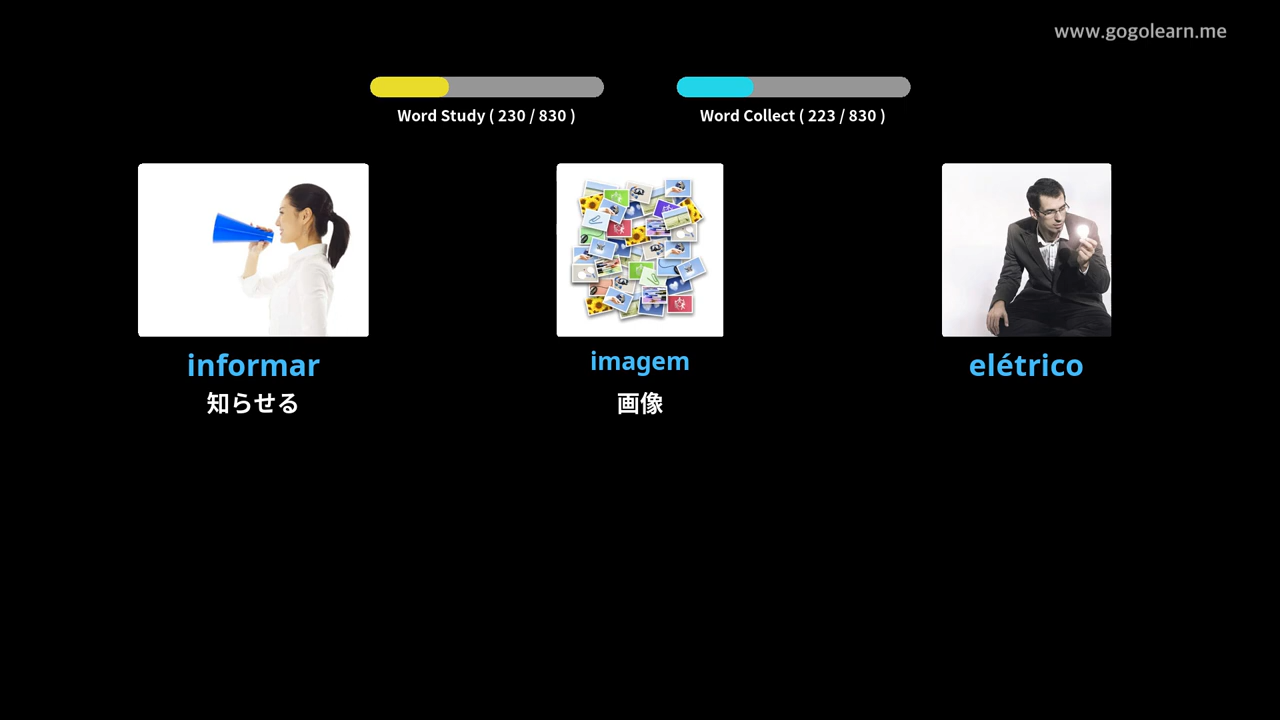 www.gogolearn.me
Word Study ( 230 / 830 )
Word Collect ( 223 / 830 )
informar
知らせる
imagem
画像
elétrico